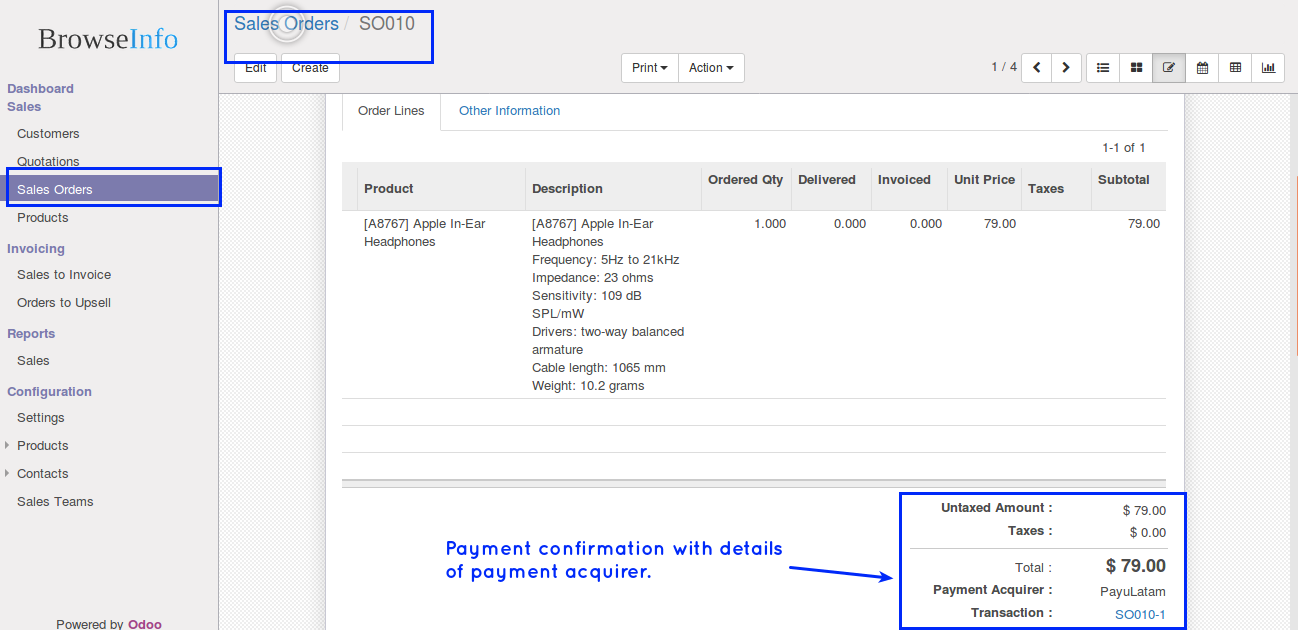 BrowseInfo
Dashboard
Sales
Customers
Quotations
Sales Orders
Products
Invoicing
Sales to Invoice
Orders to Upsell
Reports
Sales
Configuration
Settings
Products
Contacts
Sales Teams
Powered by Odoo
Sales Orders / SO010
Edit Create Print Action 1 / 4
Order Lines Other Information
1-1 of 1
Product Description Ordered Qty Delivered Invoiced Unit Price Taxes Subtotal
[A8767] Apple In-Ear [A8767] Apple In-Ear 1.000 0.000 0.000 79.00 79.00
Headphones Headphones
Frequency: 5Hz to 21kHz
Impedance: 23 ohms
Sensitivity: 109 dB
SPL/mW
Drivers: two-way balanced
armature
Cable length: 1065 mm
Weight: 10.2 grams
Untaxed Amount : $ 79.00
Taxes : $ 0.00
Total : $ 79.00
Payment Acquirer : PayuLatam
Transaction : SO010-1
Payment confirmation with details
of payment acquirer.